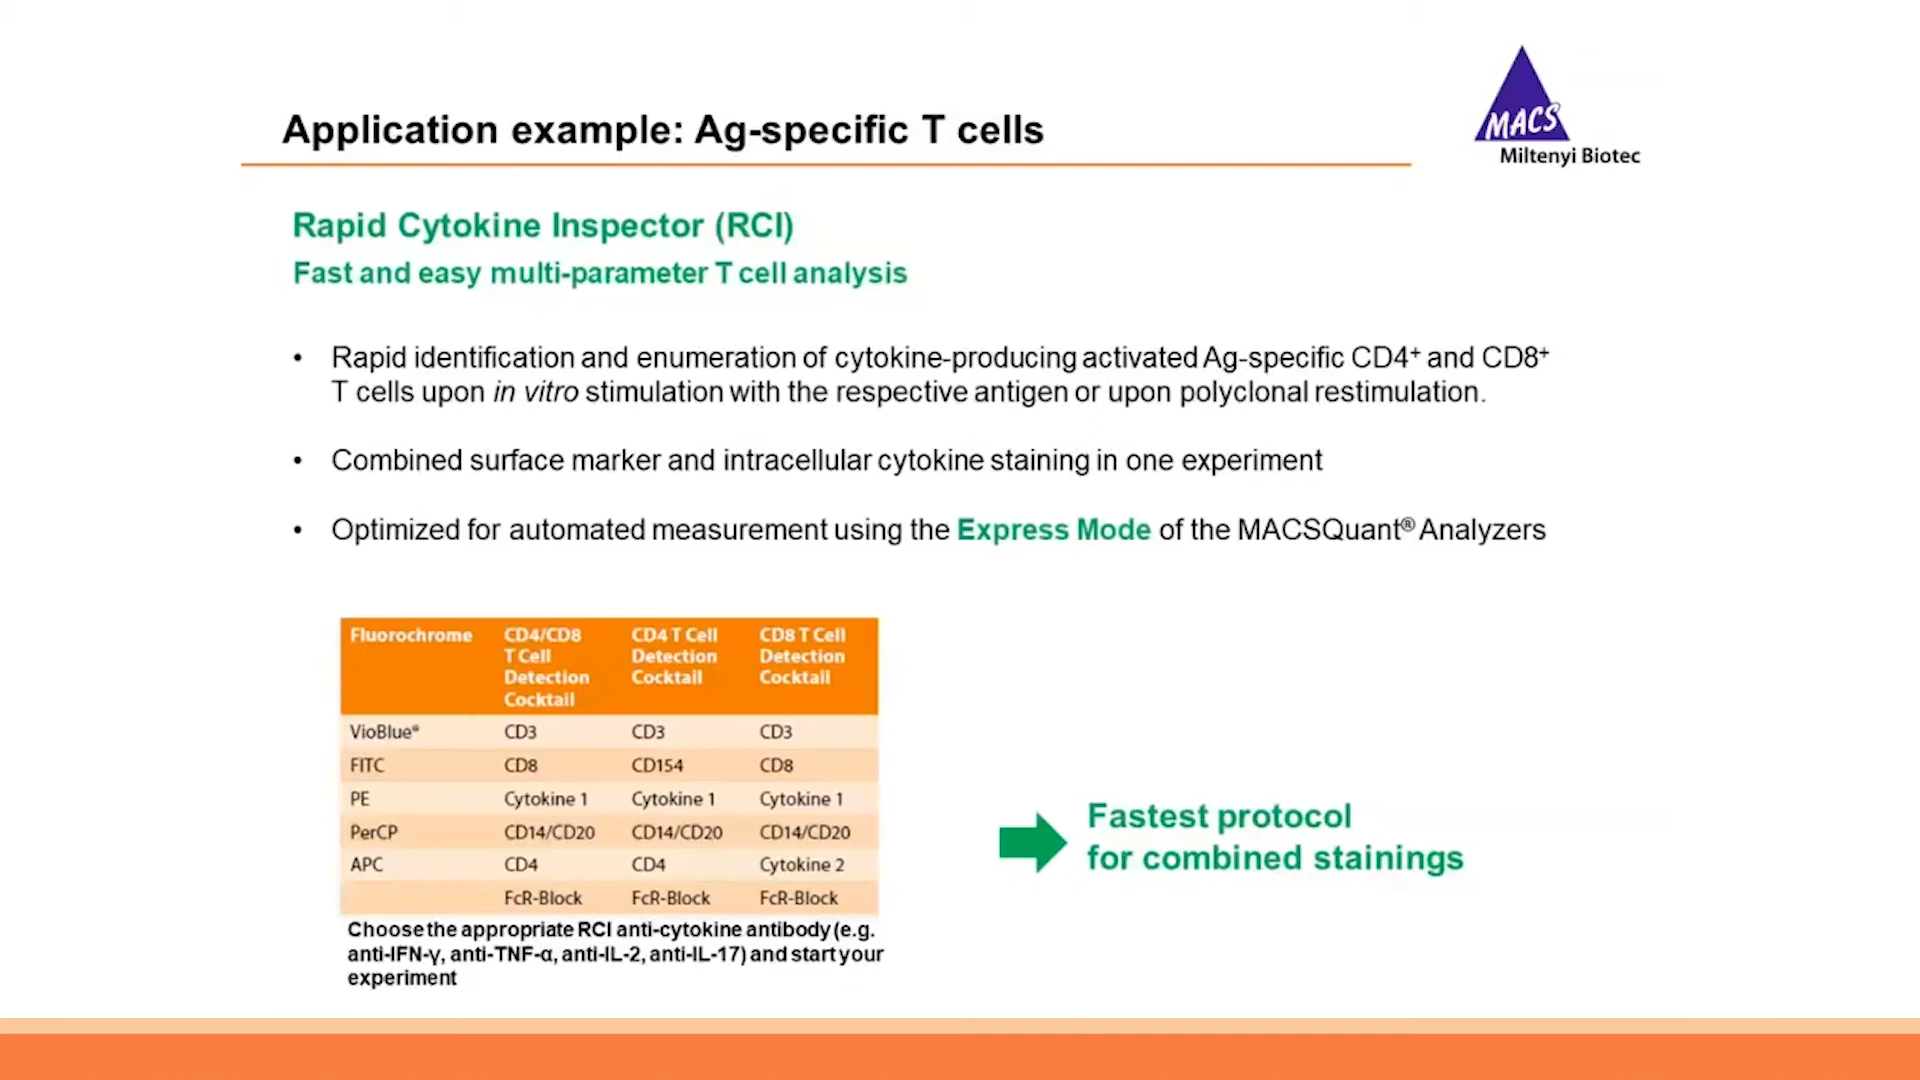 MACS
Miltenyi Biotec
Application example: Ag-specific T cells
Rapid Cytokine Inspector (RCI)
Fast and easy multi-parameter T cell analysis
• Rapid identification and enumeration of cytokine-producing activated Ag-specific CD4⁺ and CD8⁺
T cells upon in vitro stimulation with the respective antigen or upon polyclonal restimulation.
• Combined surface marker and intracellular cytokine staining in one experiment
• Optimized for automated measurement using the Express Mode of the MACSQuant® Analyzers
Fluorochrome CD4/CD8 T Cell Detection Cocktail CD4 T Cell Detection Cocktail CD8 T Cell Detection Cocktail
VioBlue® CD3 CD3 CD3
FITC CD8 CD154 CD8
PE Cytokine 1 Cytokine 1 Cytokine 1
PerCP CD14/CD20 CD14/CD20 CD14/CD20
APC CD4 CD4 Cytokine 2
FcR-Block FcR-Block FcR-Block
Choose the appropriate RCI anti-cytokine antibody (e.g.
anti-IFN-γ, anti-TNF-α, anti-IL-2, anti-IL-17) and start your
experiment
Fastest protocol
for combined stainings